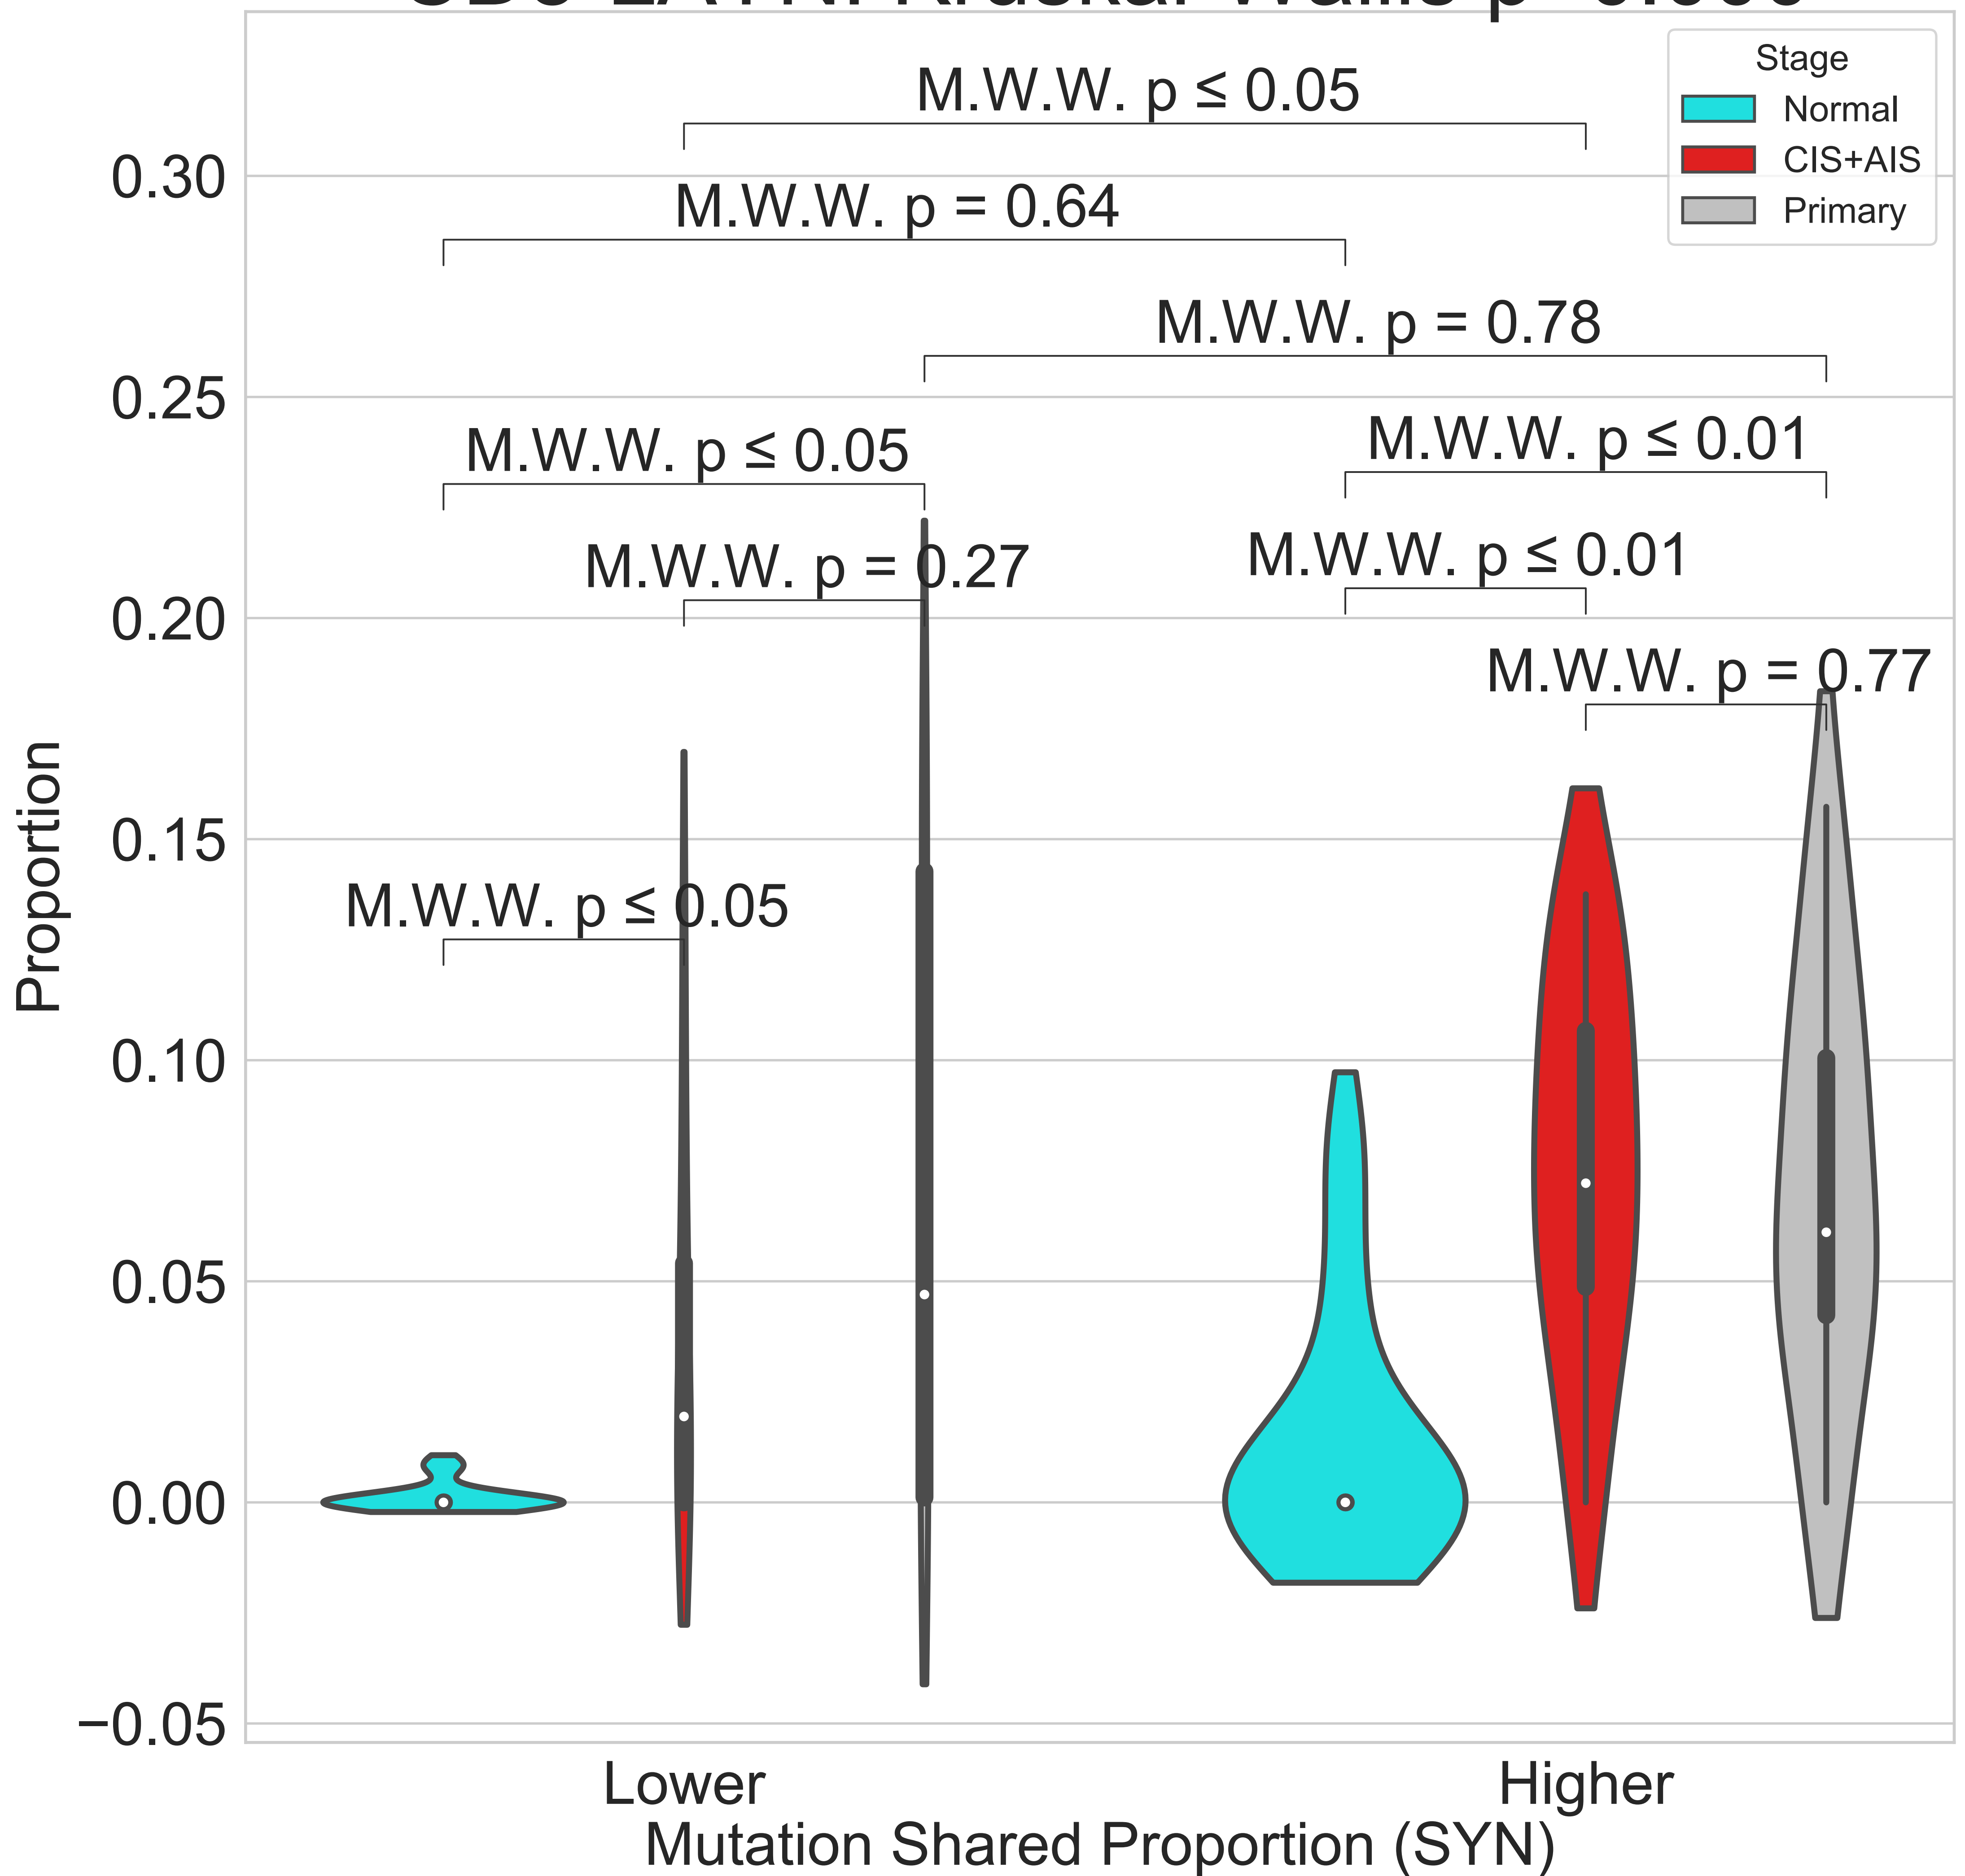 Stage
Normal
CIS+AIS
Primary
M.W.W. p ≤ 0.05
M.W.W. p = 0.64
M.W.W. p = 0.78
M.W.W. p ≤ 0.05
M.W.W. p ≤ 0.01
M.W.W. p = 0.27
M.W.W. p ≤ 0.01
M.W.W. p = 0.77
M.W.W. p ≤ 0.05
0.30
0.25
0.20
0.15
0.10
0.05
0.00
−0.05
Proportion
Lower
Higher
Mutation Shared Proportion (SYN)